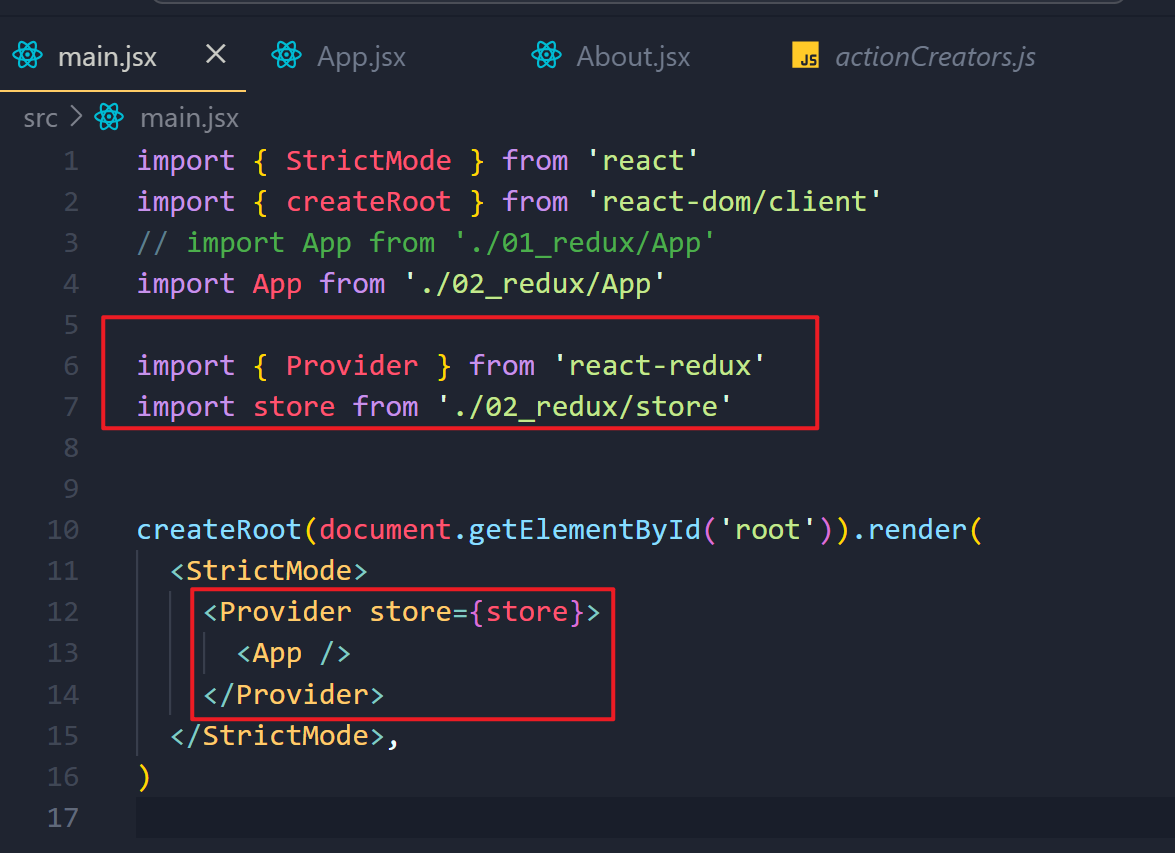 main.jsx × App.jsx About.jsx JS actionCreators.js
src > main.jsx
1 import { StrictMode } from 'react'
2 import { createRoot } from 'react-dom/client'
3 // import App from './01_redux/App'
4 import App from './02_redux/App'
5
6 import { Provider } from 'react-redux'
7 import store from './02_redux/store'
8
9
10 createRoot(document.getElementById('root')).render(
11 <StrictMode>
12 <Provider store={store}>
13 <App />
14 </Provider>
15 </StrictMode>,
16 )
17